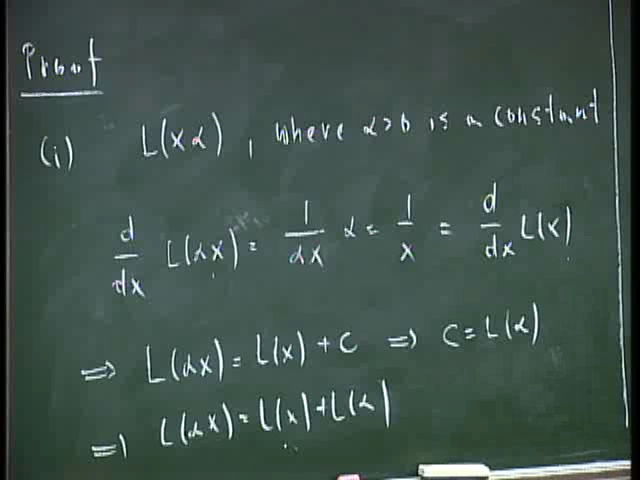 Proof
(i) L(xα), where α>0 is a constant
d/dx L(αx) = 1/αx α = 1/x = d/dx L(x)
⟹ L(αx) = L(x) + C ⟹ C = L(α)
⟹ L(αx) = L(x) + L(α)